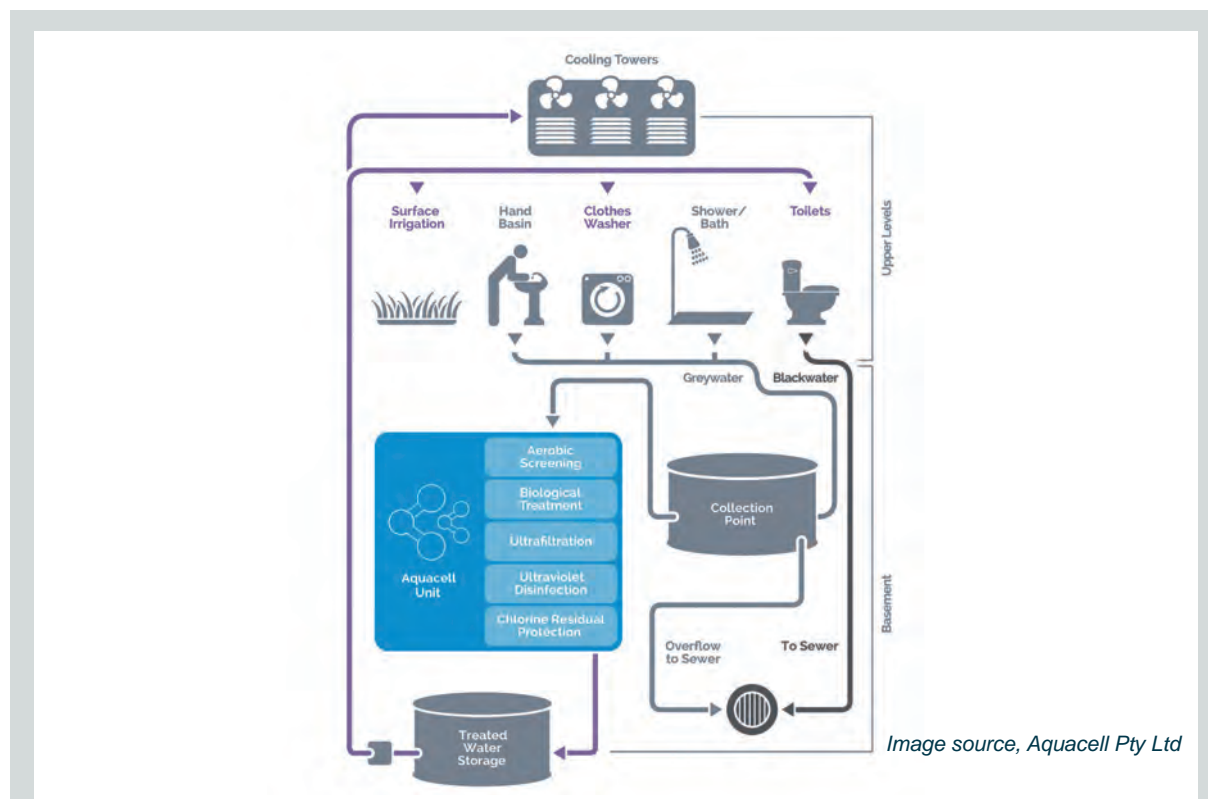 Cooling Towers
Surface
Irrigation
Hand
Basin
Clothes
Washer
Shower/
Bath
Toilets
Upper Levels
Greywater
Blackwater
Aerobic
Screening
Biological
Treatment
Ultrafiltration
Ultraviolet
Disinfection
Chlorine Residual
Protection
Aquacell
Unit
Collection
Point
Basement
Overflow
to Sewer
To Sewer
Treated
Water
Storage
Image source, Aquacell Pty Ltd